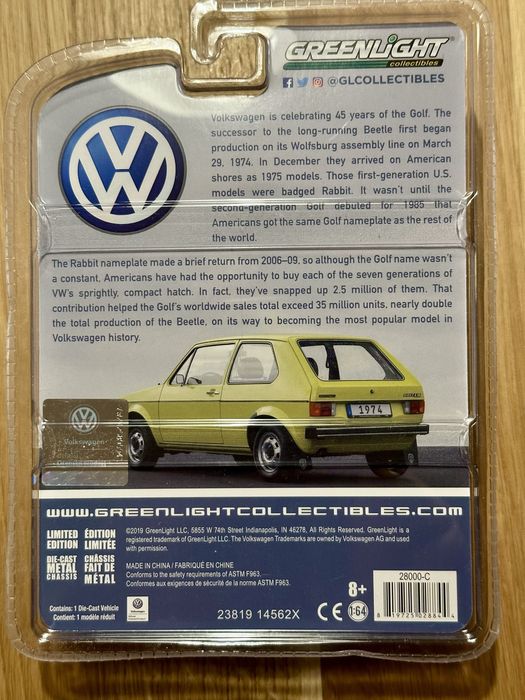 GREENLIGHT
collectibles
@GLCOLLECTIBLES
Volkswagen is celebrating 45 years of the Golf. The
successor to the long-running Beetle first began
production on its Wolfsburg assembly line on March
29, 1974. In December they arrived on American
shores as 1975 models. Those first-generation U.S.
models were badged Rabbit. It wasn't until the
second-generation Golf debuted for 1985 that
Americans got the same Golf nameplate as the rest of
the world.
The Rabbit nameplate made a brief return from 2006–09, so although the Golf name wasn't
a constant, Americans have had the opportunity to buy each of the seven generations of
VW's sprightly, compact hatch. In fact, they've snapped up 2.5 million of them. That
contribution helped the Golf's worldwide sales total exceed 35 million units, nearly double
the total production of the Beetle, on its way to becoming the most popular model in
Volkswagen history.
1974
Volkswagen
WWW.GREENLIGHTCOLLECTIBLES.COM
LIMITED EDITION
ÉDITION LIMITÉE
DIE-CAST METAL CHASSIS
CHÂSSIS FAIT DE MÉTAL
©2019 GreenLight LLC, 5855 W 74th Street Indianapolis, IN 46278. All Rights Reserved. GreenLight is a
registered trademark of GreenLight LLC. The Volkswagen Trademarks are owned by Volkswagen AG and used
with permission.
MADE IN CHINA / FABRIQUÉ EN CHINE
Conforms to the safety requirements of ASTM F963.
Conformes aux exigences de sécurité de la norme ASTM F963.
Contains: 1 Die-Cast Vehicle
Contient: 1 modèle réduit
23819 14562X
CE
8+
1:64
28000-C
8 19725 02884 4